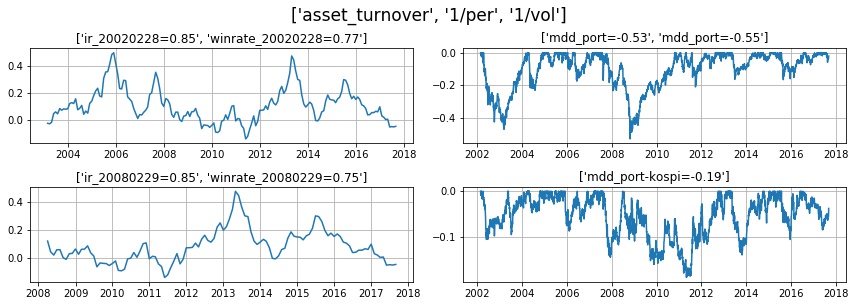 ['asset_turnover', '1/per', '1/vol']
['ir_20020228=0.85', 'winrate_20020228=0.77']
0.4
0.2
0.0
2004 2006 2008 2010 2012 2014 2016 2018
['mdd_port=-0.53', 'mdd_port=-0.55']
0.0
−0.2
−0.4
2002 2004 2006 2008 2010 2012 2014 2016 2018
['ir_20080229=0.85', 'winrate_20080229=0.75']
0.4
0.2
0.0
2008 2009 2010 2011 2012 2013 2014 2015 2016 2017 2018
['mdd_port-kospi=-0.19']
0.0
−0.1
2002 2004 2006 2008 2010 2012 2014 2016 2018